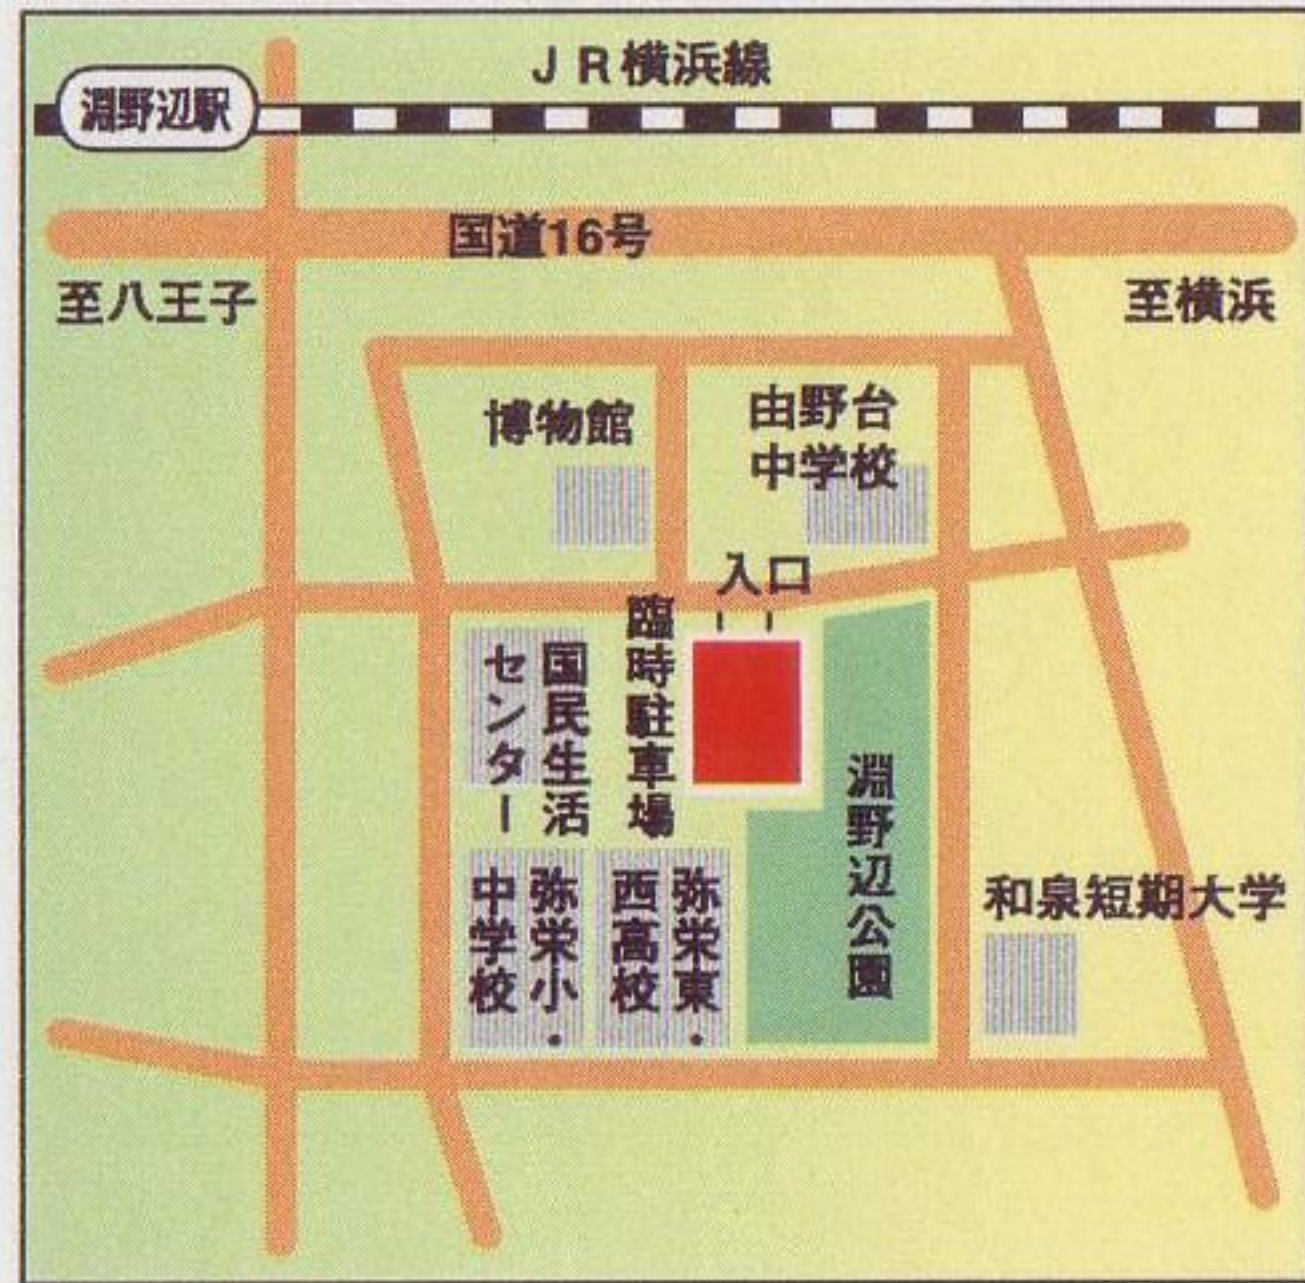 JR横浜線
淵野辺駅
国道16号
至八王子
至横浜
博物館
由野台
中学校
入口
臨時駐車場
国民生活
センター
淵野辺公園
弥栄東・
西高校
弥栄小・
中学校
和泉短期大学